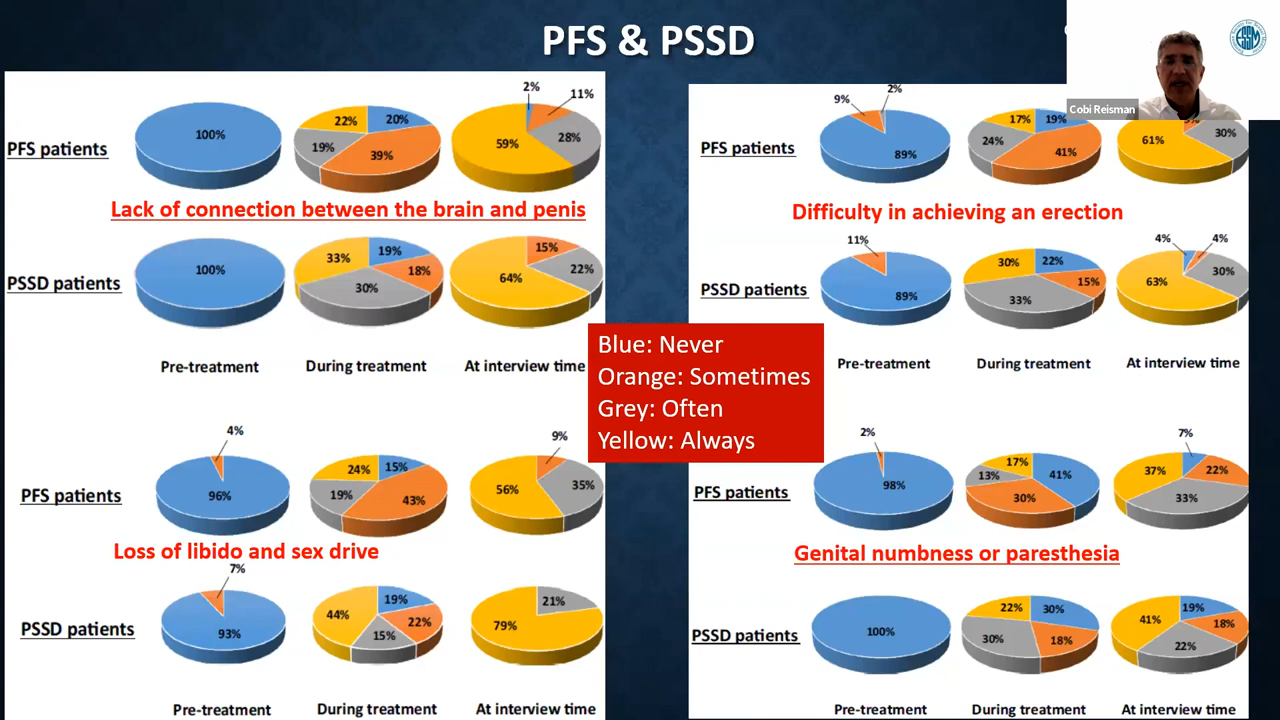 PFS & PSSD
Cobi Reisman
2%
11%
PFS patients
100%
22%
20%
19%
39%
59%
28%
Lack of connection between the brain and penis
PSSD patients
100%
33%
19%
18%
30%
15%
64%
22%
Pre-treatment
During treatment
At interview time
9%
2%
PFS patients
89%
17%
19%
24%
41%
61%
30%
Difficulty in achieving an erection
11%
PSSD patients
89%
30%
22%
15%
33%
4%
4%
63%
30%
Pre-treatment
During treatment
At interview time
Blue: Never
Orange: Sometimes
Grey: Often
Yellow: Always
4%
PFS patients
96%
24%
15%
19%
43%
9%
56%
35%
Loss of libido and sex drive
7%
PSSD patients
93%
44%
19%
22%
15%
21%
79%
Pre-treatment
During treatment
At interview time
2%
PFS patients
98%
17%
13%
41%
30%
7%
37%
22%
33%
Genital numbness or paresthesia
PSSD patients
100%
22%
30%
30%
18%
41%
19%
18%
22%
Pre-treatment
During treatment
At interview time
ESSM